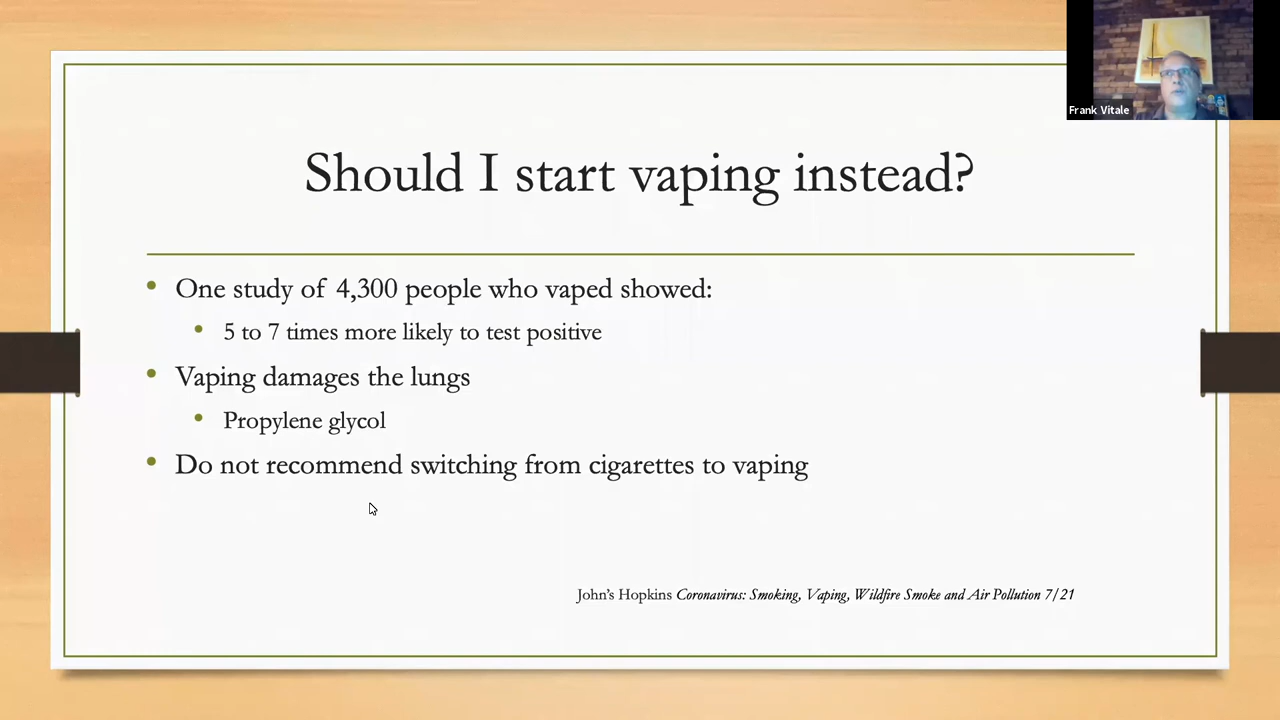 Frank Vitale
Should I start vaping instead?
• One study of 4,300 people who vaped showed:
• 5 to 7 times more likely to test positive
• Vaping damages the lungs
• Propylene glycol
• Do not recommend switching from cigarettes to vaping
John’s Hopkins Coronavirus: Smoking, Vaping, Wildfire Smoke and Air Pollution 7/21